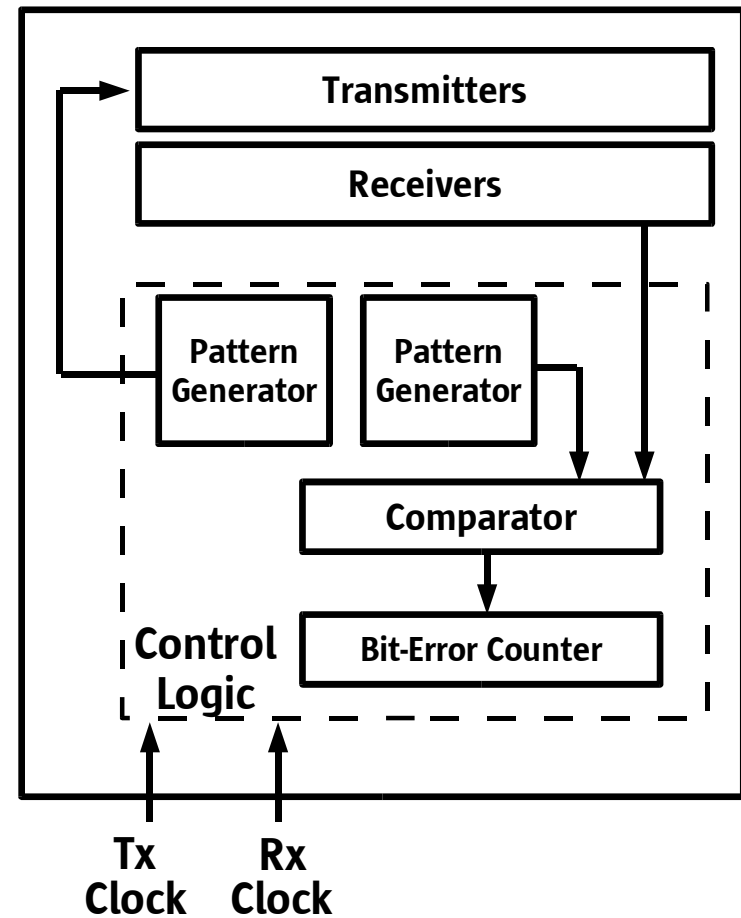 Transmitters
Receivers
Pattern
Generator
Pattern
Generator
Comparator
Bit-Error Counter
Control
Logic
Tx
Clock
Rx
Clock